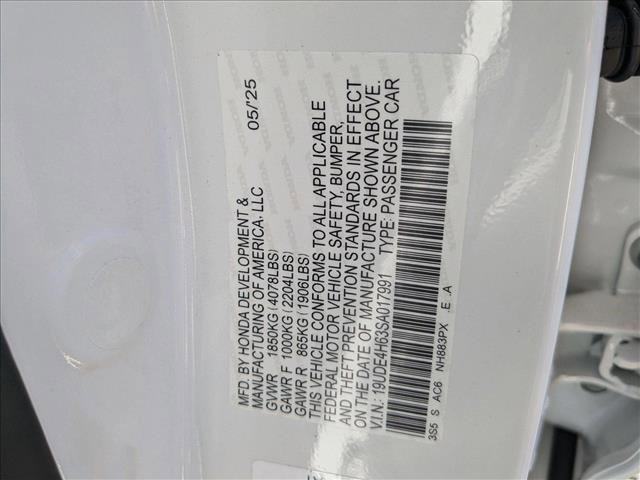 MFD. BY HONDA DEVELOPMENT & 05/'25
MANUFACTURING OF AMERICA. LLC
GVWR 1850KG (4078LBS)
GAWR F 1000KG (2204LBS)
GAWR R 865KG (1906LBS)
THIS VEHICLE CONFORMS TO ALL APPLICABLE
FEDERAL MOTOR VEHICLE SAFETY, BUMPER,
AND THEFT PREVENTION STANDARDS IN EFFECT
ON THE DATE OF MANUFACTURE SHOWN ABOVE.
V.I.N.: 19UDE4H63SA017991 TYPE: PASSENGER CAR
3S5 S AC6 NH883PX E .A